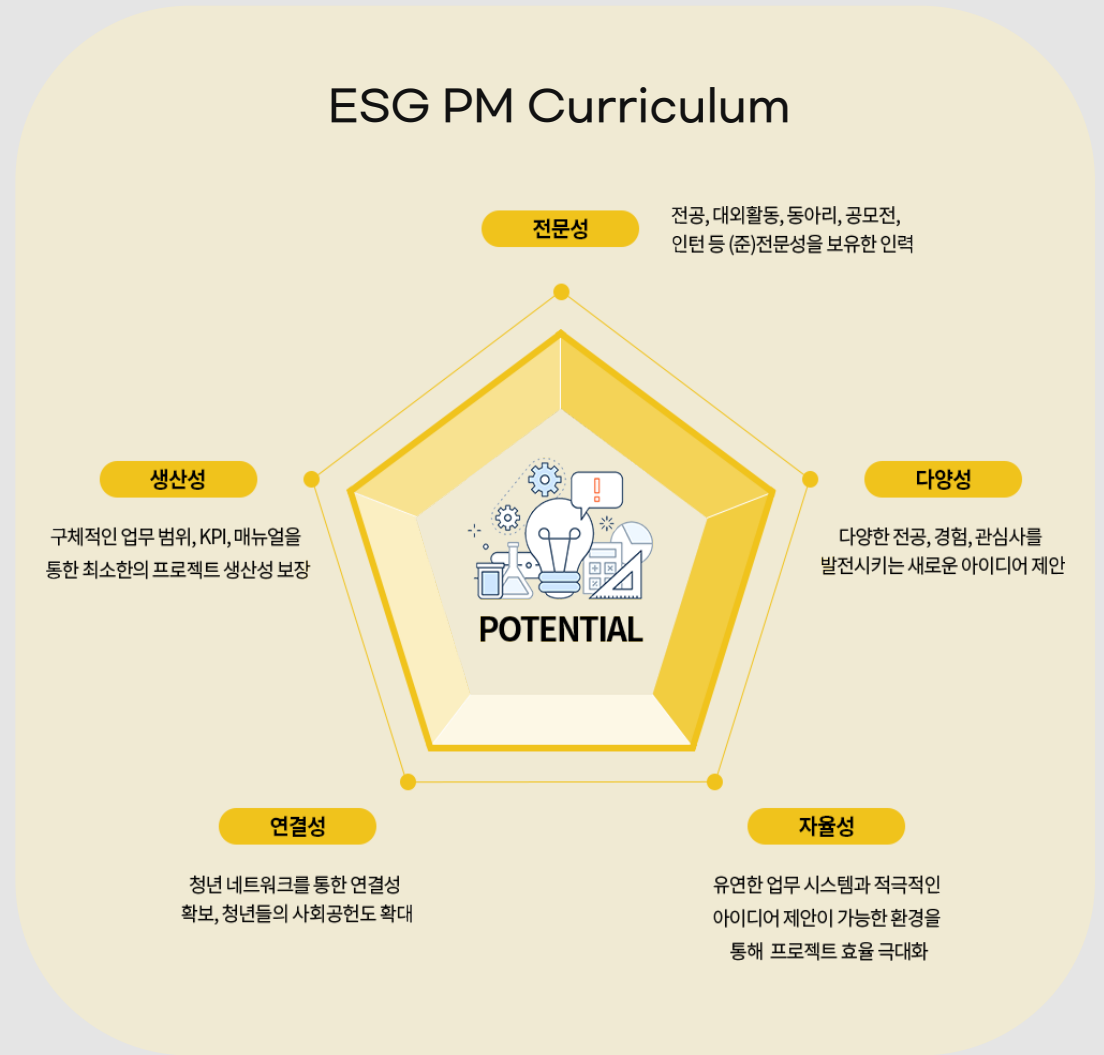 ESG PM Curriculum
전문성
전공, 대외활동, 동아리, 공모전,
인턴 등 (준)전문성을 보유한 인력
생산성
구체적인 업무 범위, KPI, 매뉴얼을
통한 최소한의 프로젝트 생산성 보장
다양성
다양한 전공, 경험, 관심사를
발전시키는 새로운 아이디어 제안
POTENTIAL
연결성
청년 네트워크를 통한 연결성
확보, 청년들의 사회공헌도 확대
자율성
유연한 업무 시스템과 적극적인
아이디어 제안이 가능한 환경을
통해 프로젝트 효율 극대화